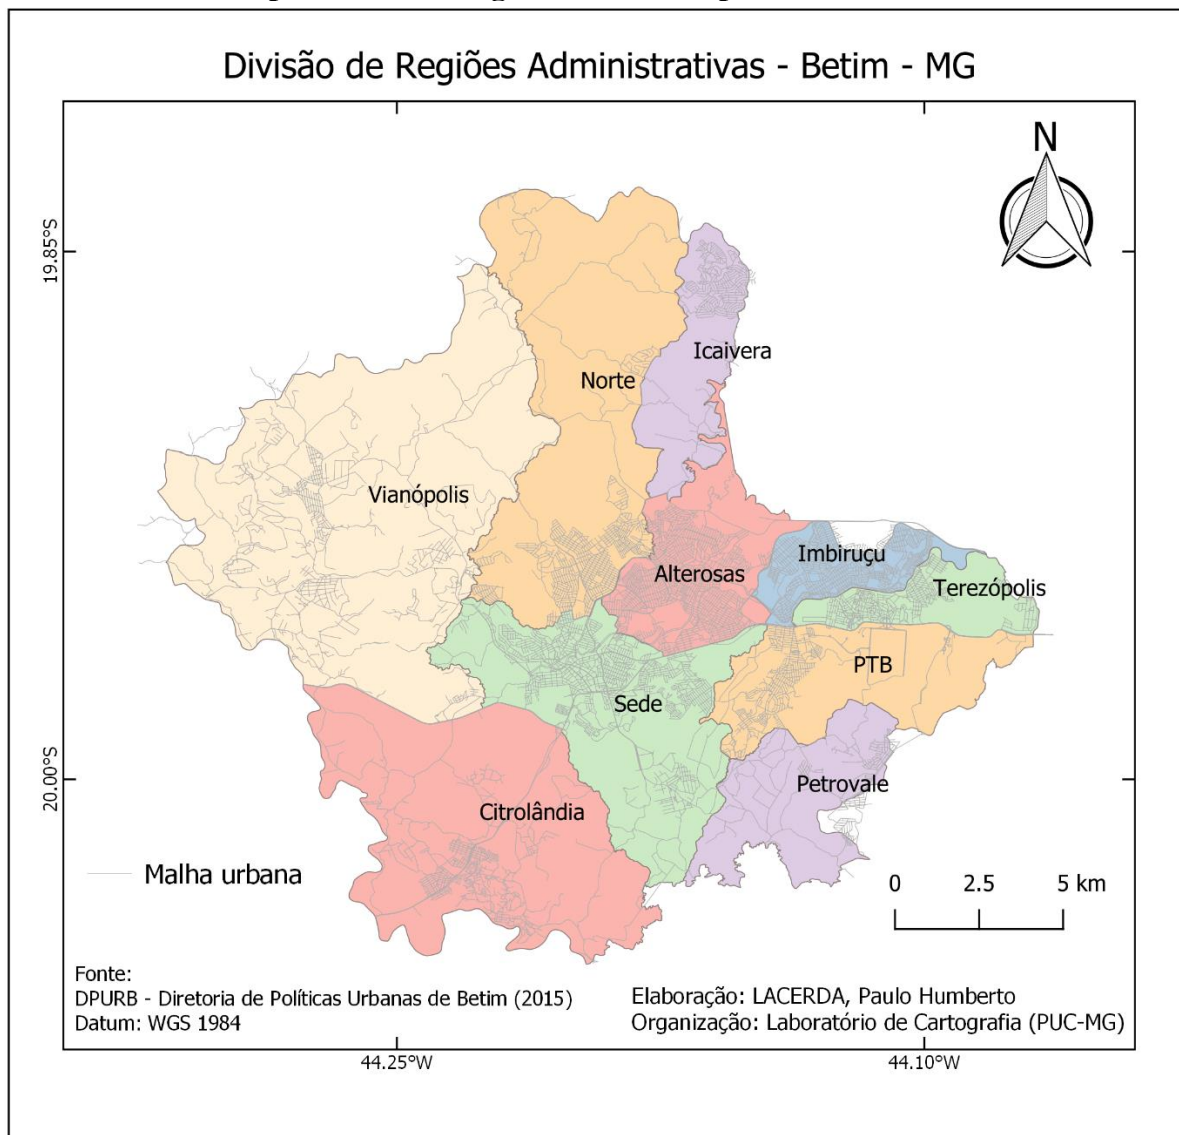 Divisão de Regiões Administrativas - Betim - MG
N
19.85°S
Icaivera
Norte
Vianópolis
Imbiruçu
Alterosas
Terezópolis
PTB
Sede
20.00°S
Petrovale
Citrolândia
Malha urbana
0 2.5 5 km
Fonte:
DPURB - Diretoria de Políticas Urbanas de Betim (2015)
Datum: WGS 1984
Elaboração: LACERDA, Paulo Humberto
Organização: Laboratório de Cartografia (PUC-MG)
44.25°W
44.10°W